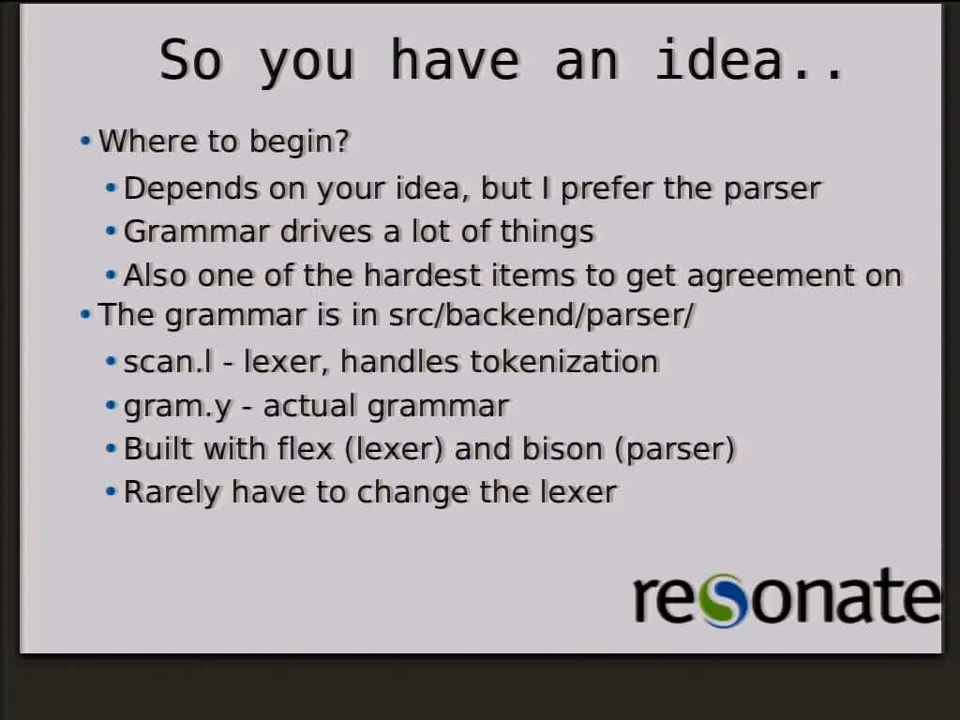 So you have an idea..
• Where to begin?
• Depends on your idea, but I prefer the parser
• Grammar drives a lot of things
• Also one of the hardest items to get agreement on
• The grammar is in src/backend/parser/
• scan.l - lexer, handles tokenization
• gram.y - actual grammar
• Built with flex (lexer) and bison (parser)
• Rarely have to change the lexer
resonate